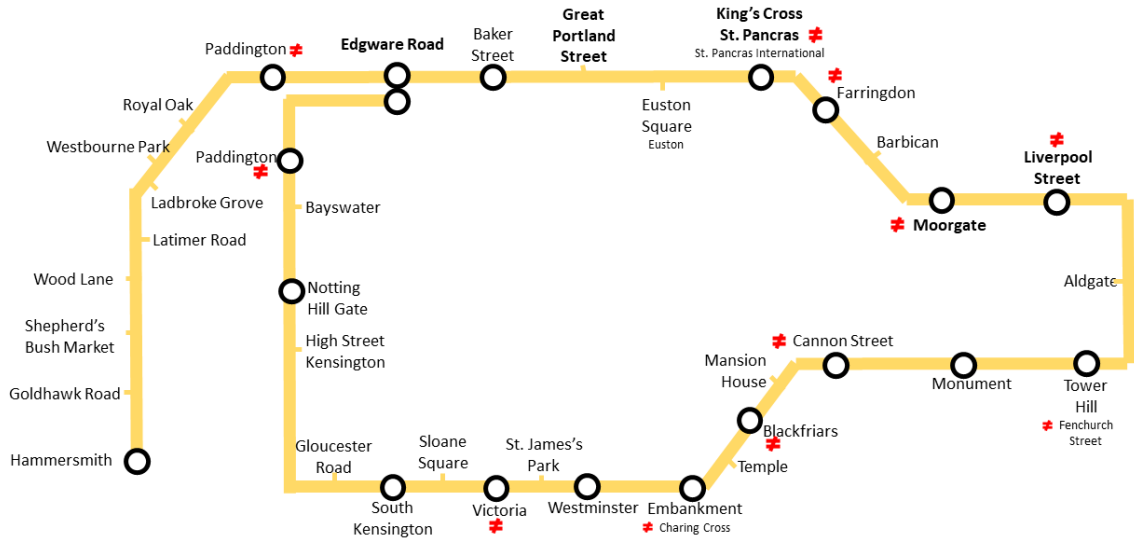 Paddington
Edgware Road
Baker
Street
Great
Portland
Street
King's Cross
St. Pancras
St. Pancras International
Farringdon
Royal Oak
Westbourne Park
Ladbroke Grove
Latimer Road
Wood Lane
Shepherd's
Bush Market
Goldhawk Road
Hammersmith
Paddington
Bayswater
Notting
Hill Gate
High Street
Kensington
Euston
Square
Euston
Barbican
Liverpool
Street
Moorgate
Aldgate
Cannon Street
Mansion
House
Monument
Tower
Hill
Fenchurch
Street
Blackfriars
Temple
Gloucester
Road
Sloane
Square
St. James's
Park
South
Kensington
Victoria
Westminster
Embankment
Charing Cross